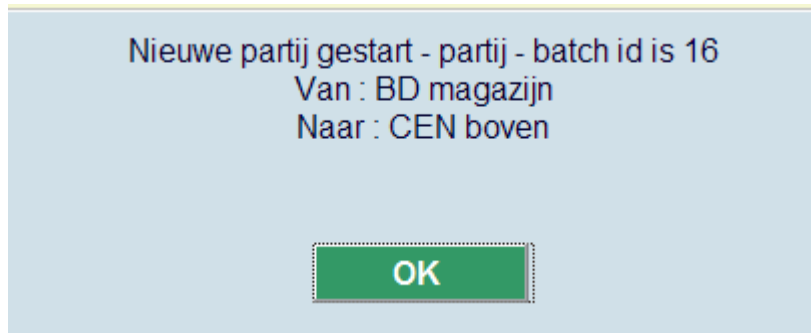 Nieuwe partij gestart - partij - batch id is 16
Van : BD magazijn
Naar : CEN boven
OK